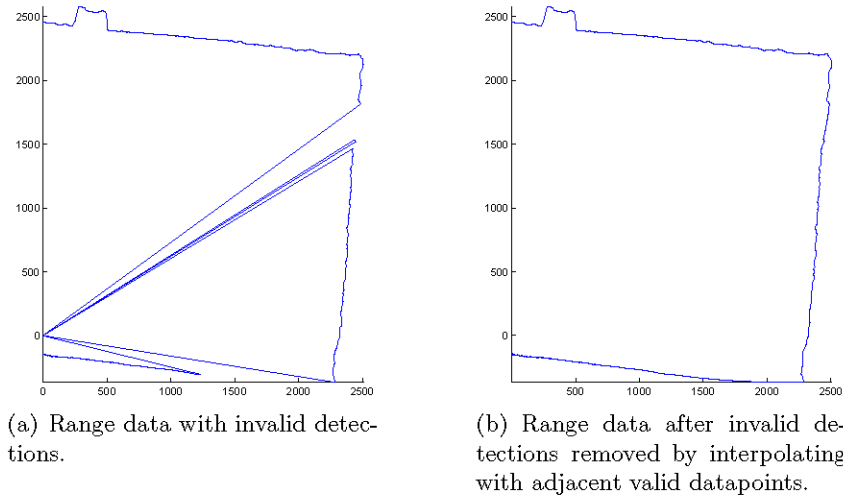 2500
2000
1500
1000
500
0
0 500 1000 1500 2000 2500
(a) Range data with invalid detec-
tions.
2500
2000
1500
1000
500
0
500 1000 1500 2000 2500
(b) Range data after invalid de-
tections removed by interpolating
with adjacent valid datapoints.